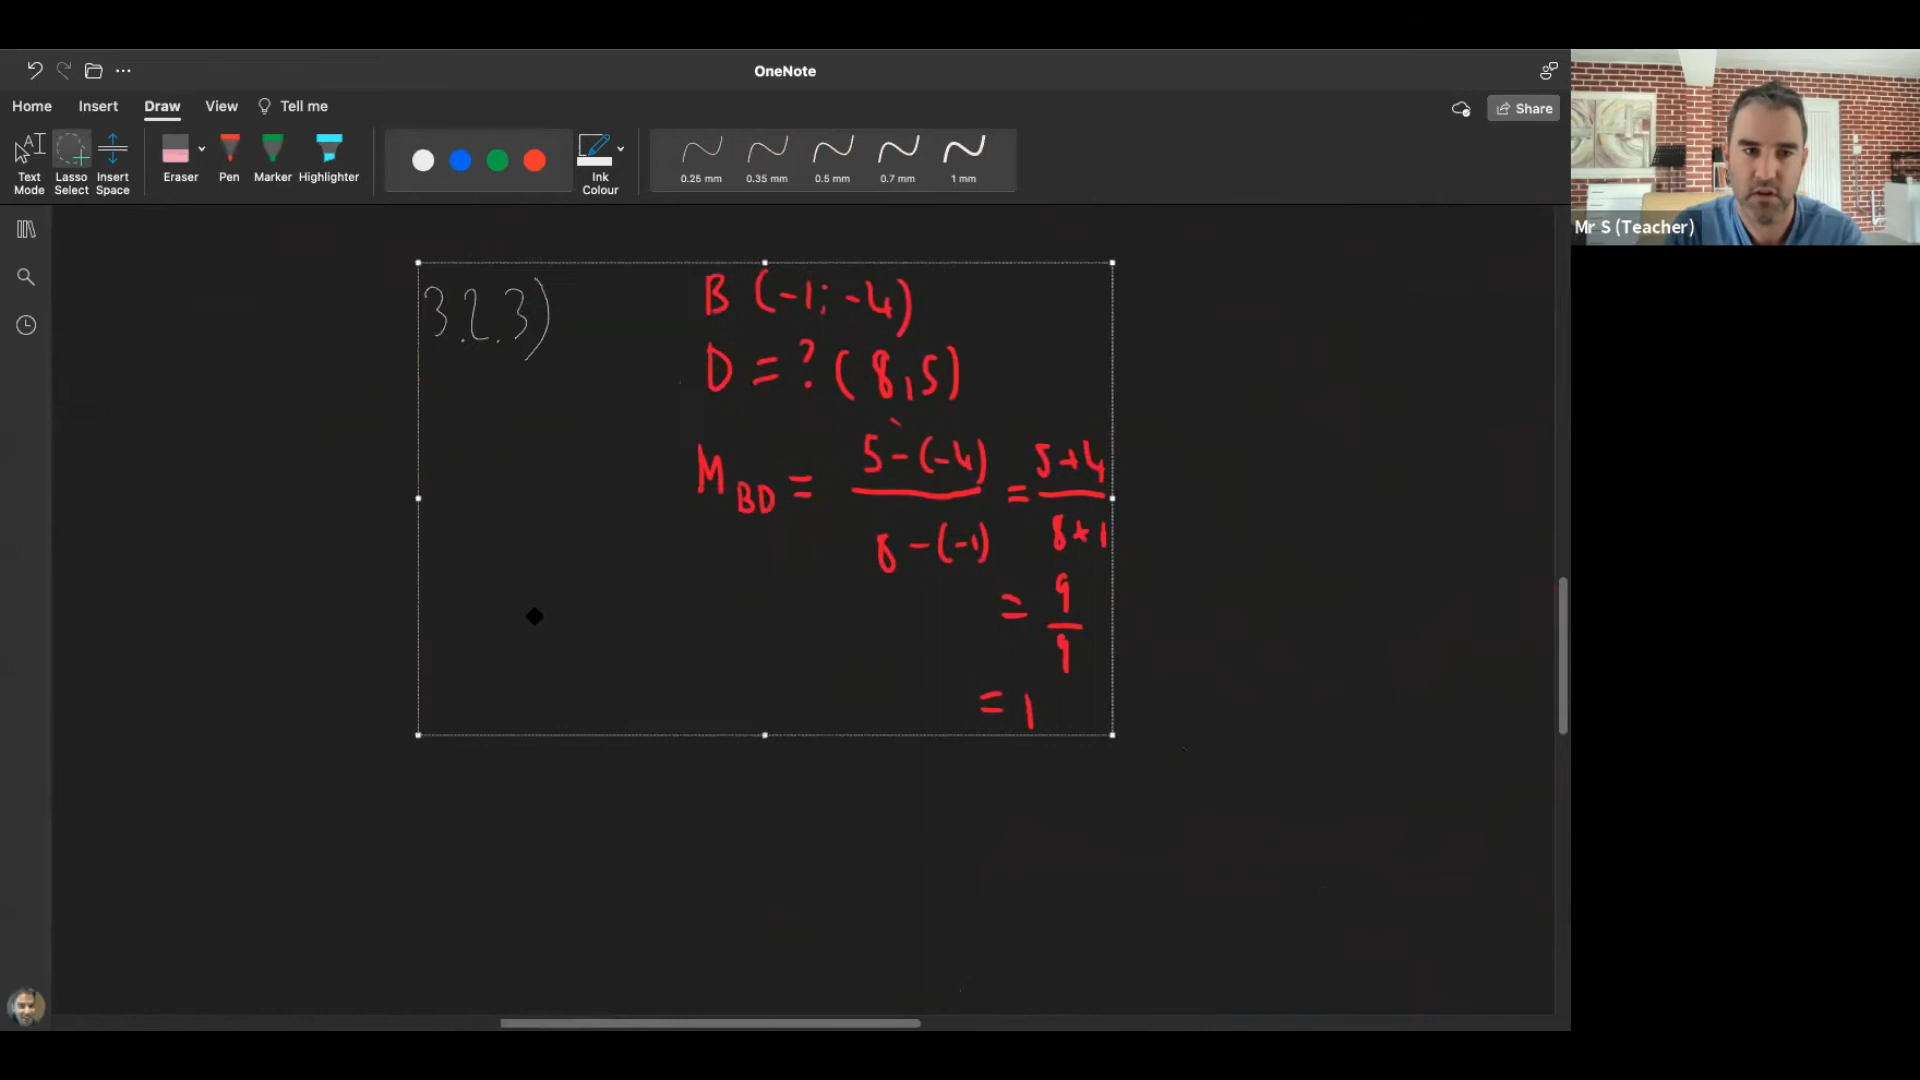 OneNote
Home Insert Draw View Tell me
Share
Text Mode
Lasso Select
Insert Space
Eraser
Pen
Marker
Highlighter
Ink Colour
0.25 mm
0.35 mm
0.5 mm
0.7 mm
1 mm
Mr S (Teacher)
3.2.3)
B (-1; -4)
D = ? (8,5)
M BD = 5-(-4) / 8-(-1) = 5+4 / 8+1
= 9/9
= 1